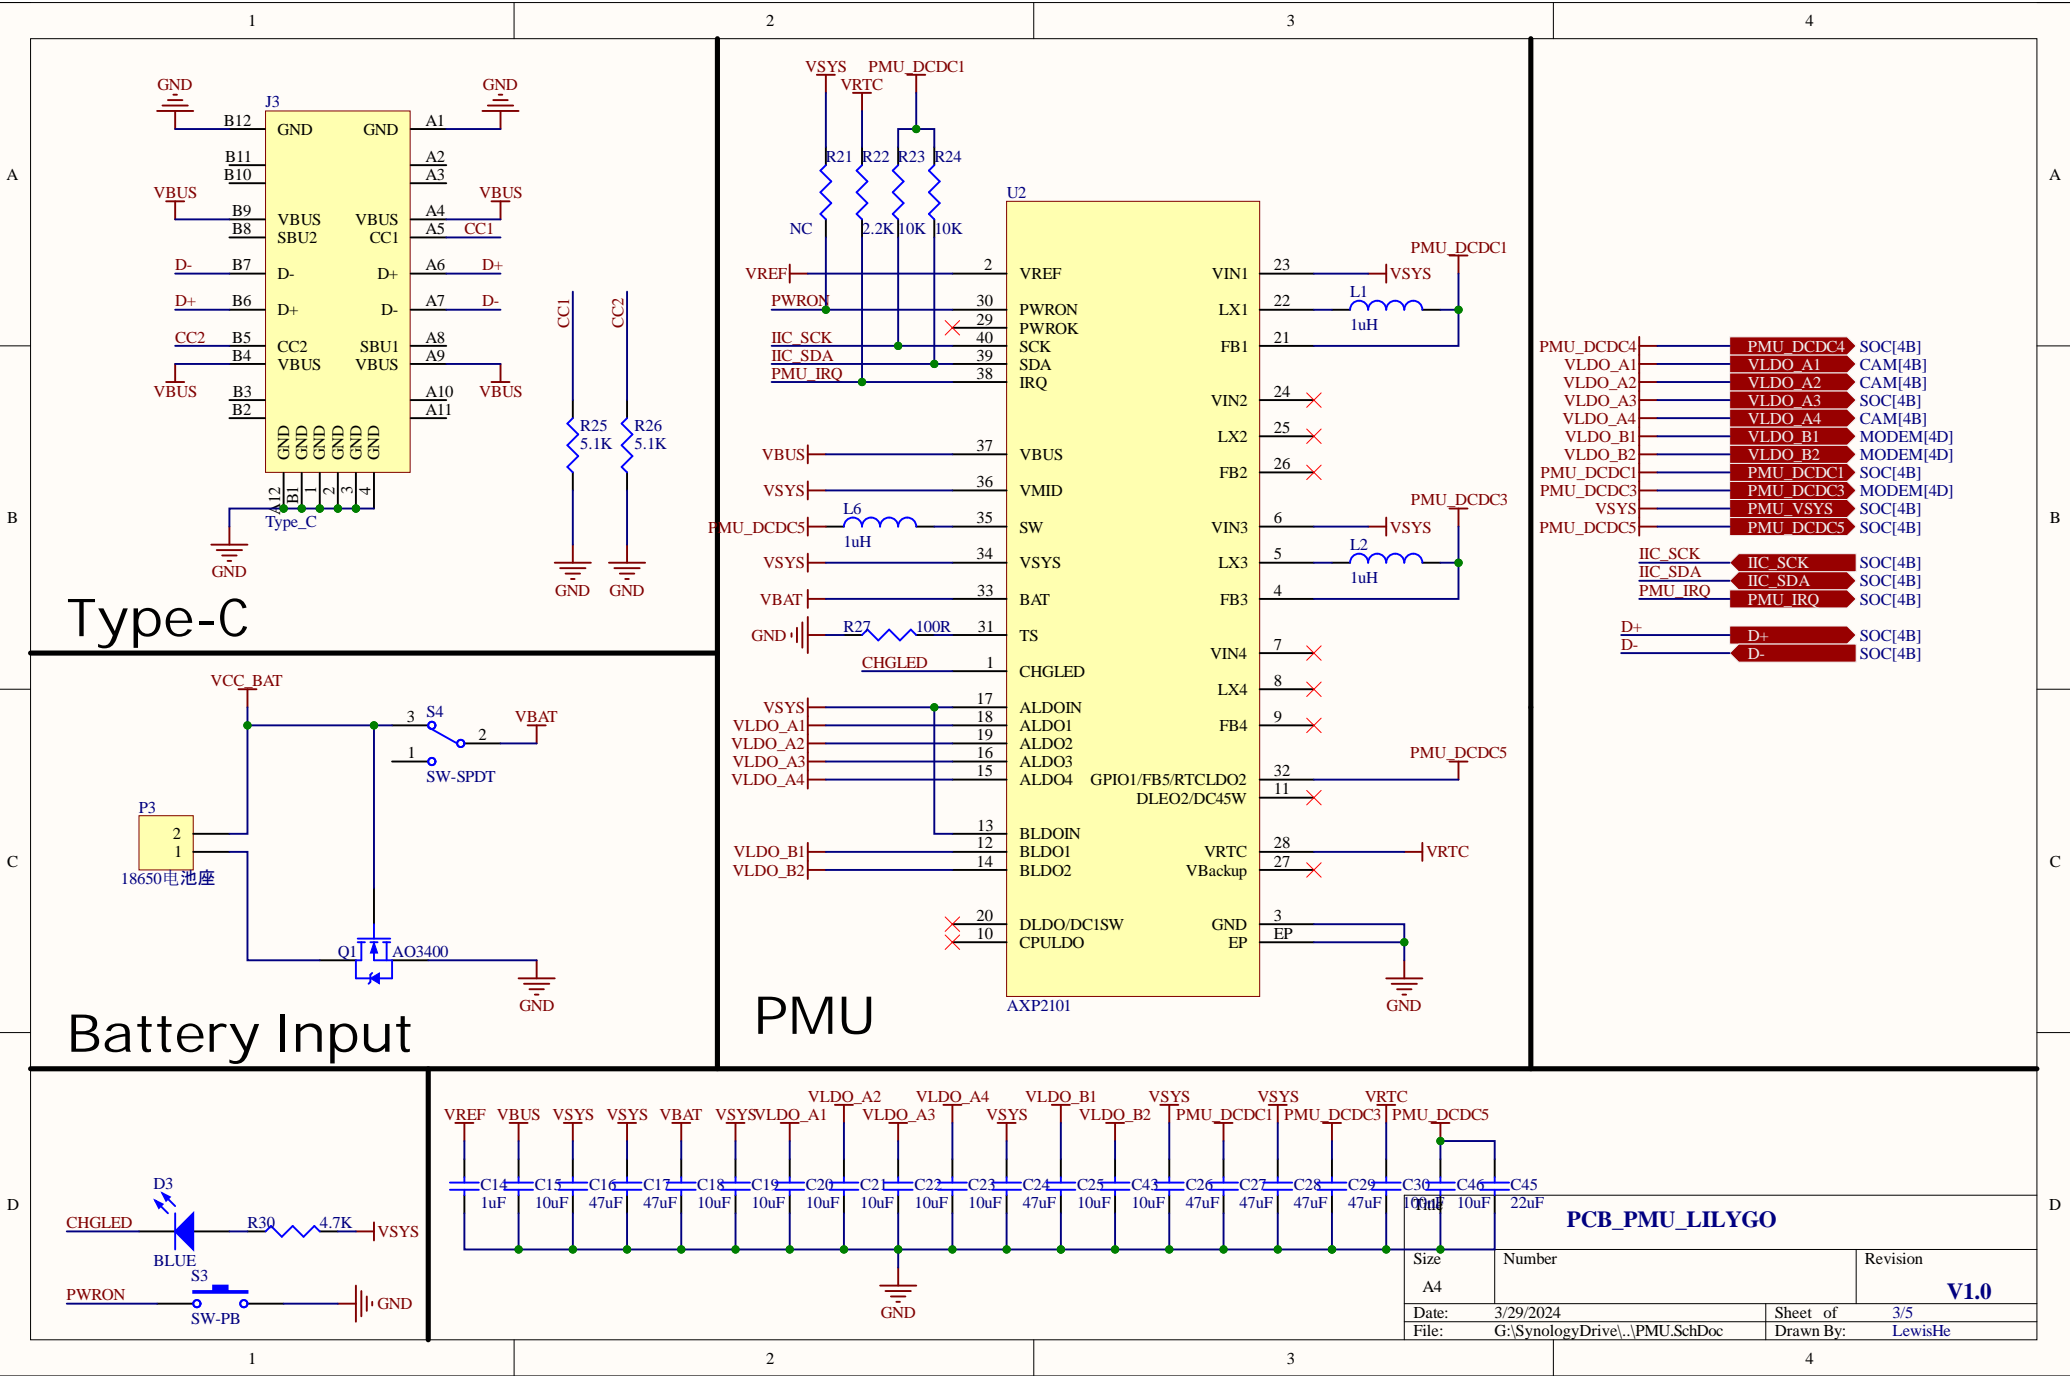 1 2 3 4
A A
B B
C C
D D
1 2 3 4
GND GND
J3
B12 GND GND A1
B11 A2
B10 A3
VBUS VBUS
B9 VBUS VBUS A4
B8 SBU2 CC1 A5 CC1
D- B7 D- D+ A6 D+
D+ B6 D+ D- A7 D-
CC2 B5 CC2 SBU1 A8
B4 VBUS VBUS A9
VBUS VBUS
B3 A10
B2 A11
GND GND GND GND GND GND
A12 B1 1 2 3 4
Type_C
GND
CC1 CC2
R25 R26
5.1K 5.1K
GND GND
Type-C
VCC_BAT
3 S4 VBAT
2
1
SW-SPDT
P3
2
1
18650电池座
Q1 AO3400
GND
Battery Input
VSYS PMU_DCDC1
VRTC
R21 R22 R23 R24
NC 2.2K 10K 10K
U2
VREF 2 VREF
PWRON 30 PWRON
29 PWROK
IIC_SCK 40 SCK
IIC_SDA 39 SDA
PMU_IRQ 38 IRQ
VBUS 37 VBUS
VSYS 36 VMID
PMU_DCDC5 L6 1uH 35 SW
VSYS 34 VSYS
VBAT 33 BAT
GND R27 100R 31 TS
CHGLED 1 CHGLED
VSYS 17 ALDOIN
VLDO_A1 18 ALDO1
VLDO_A2 19 ALDO2
VLDO_A3 16 ALDO3
VLDO_A4 15 ALDO4
13 BLDOIN
VLDO_B1 12 BLDO1
VLDO_B2 14 BLDO2
20 DLDO/DC1SW
10 CPULDO
PMU_DCDC1
VIN1 23 VSYS
LX1 22 L1 1uH
FB1 21
VIN2 24
LX2 25
FB2 26
PMU_DCDC3
VIN3 6 VSYS
LX3 5 L2 1uH
FB3 4
VIN4 7
LX4 8
FB4 9
PMU_DCDC5
GPIO1/FB5/RTCLDO2 32
DLEO2/DC45W 11
VRTC 28 VRTC
VBackup 27
GND 3
EP EP
GND
AXP2101
PMU
PMU_DCDC4 PMU_DCDC4 SOC[4B]
VLDO_A1 VLDO_A1 CAM[4B]
VLDO_A2 VLDO_A2 CAM[4B]
VLDO_A3 VLDO_A3 SOC[4B]
VLDO_A4 VLDO_A4 CAM[4B]
VLDO_B1 VLDO_B1 MODEM[4D]
VLDO_B2 VLDO_B2 MODEM[4D]
PMU_DCDC1 PMU_DCDC1 SOC[4B]
PMU_DCDC3 PMU_DCDC3 MODEM[4D]
VSYS PMU_VSYS SOC[4B]
PMU_DCDC5 PMU_DCDC5 SOC[4B]
IIC_SCK IIC_SCK SOC[4B]
IIC_SDA IIC_SDA SOC[4B]
PMU_IRQ PMU_IRQ SOC[4B]
D+ D+ SOC[4B]
D- D- SOC[4B]
D3
CHGLED R30 4.7K VSYS
BLUE
S3
PWRON GND
SW-PB
VLDO_A2 VLDO_A4 VLDO_B1 VSYS VSYS VRTC
VREF VBUS VSYS VSYS VBAT VSYS VLDO_A1 VLDO_A3 VSYS VLDO_B2 PMU_DCDC1 PMU_DCDC3 PMU_DCDC5
C14 C15 C16 C17 C18 C19 C20 C21 C22 C23 C24 C25 C43 C26 C27 C28 C29 C30 C46 C45
1uF 10uF 47uF 47uF 10uF 10uF 10uF 10uF 10uF 10uF 47uF 10uF 10uF 47uF 47uF 47uF 47uF 100uF 10uF 22uF
GND
Title
PCB_PMU_LILYGO
Size Number Revision
A4 V1.0
Date: 3/29/2024 Sheet of 3/5
File: G:\SynologyDrive\..\PMU.SchDoc Drawn By: LewisHe